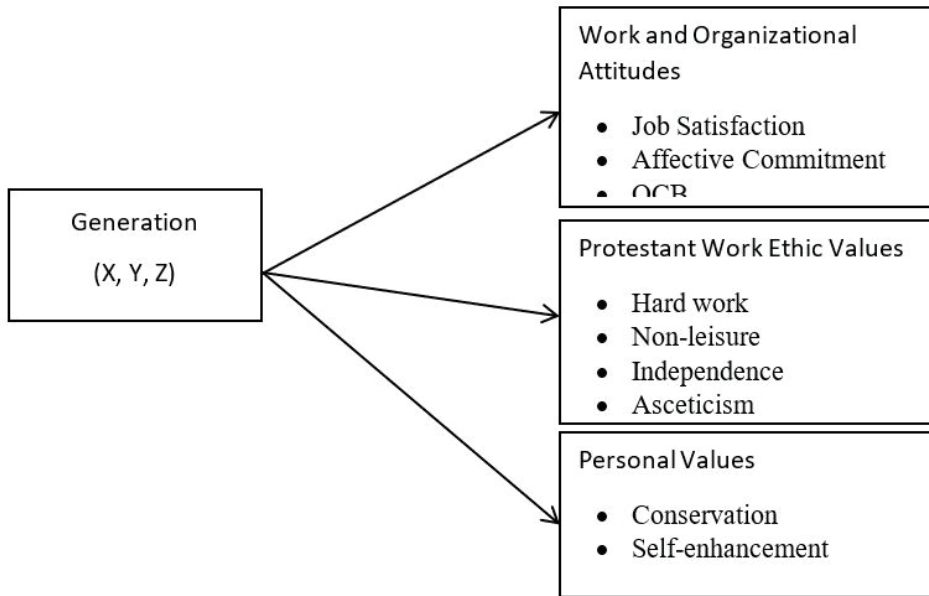 Work and Organizational
Attitudes
• Job Satisfaction
• Affective Commitment
• OCB
Generation
(X, Y, Z)
Protestant Work Ethic Values
• Hard work
• Non-leisure
• Independence
• Asceticism
Personal Values
• Conservation
• Self-enhancement